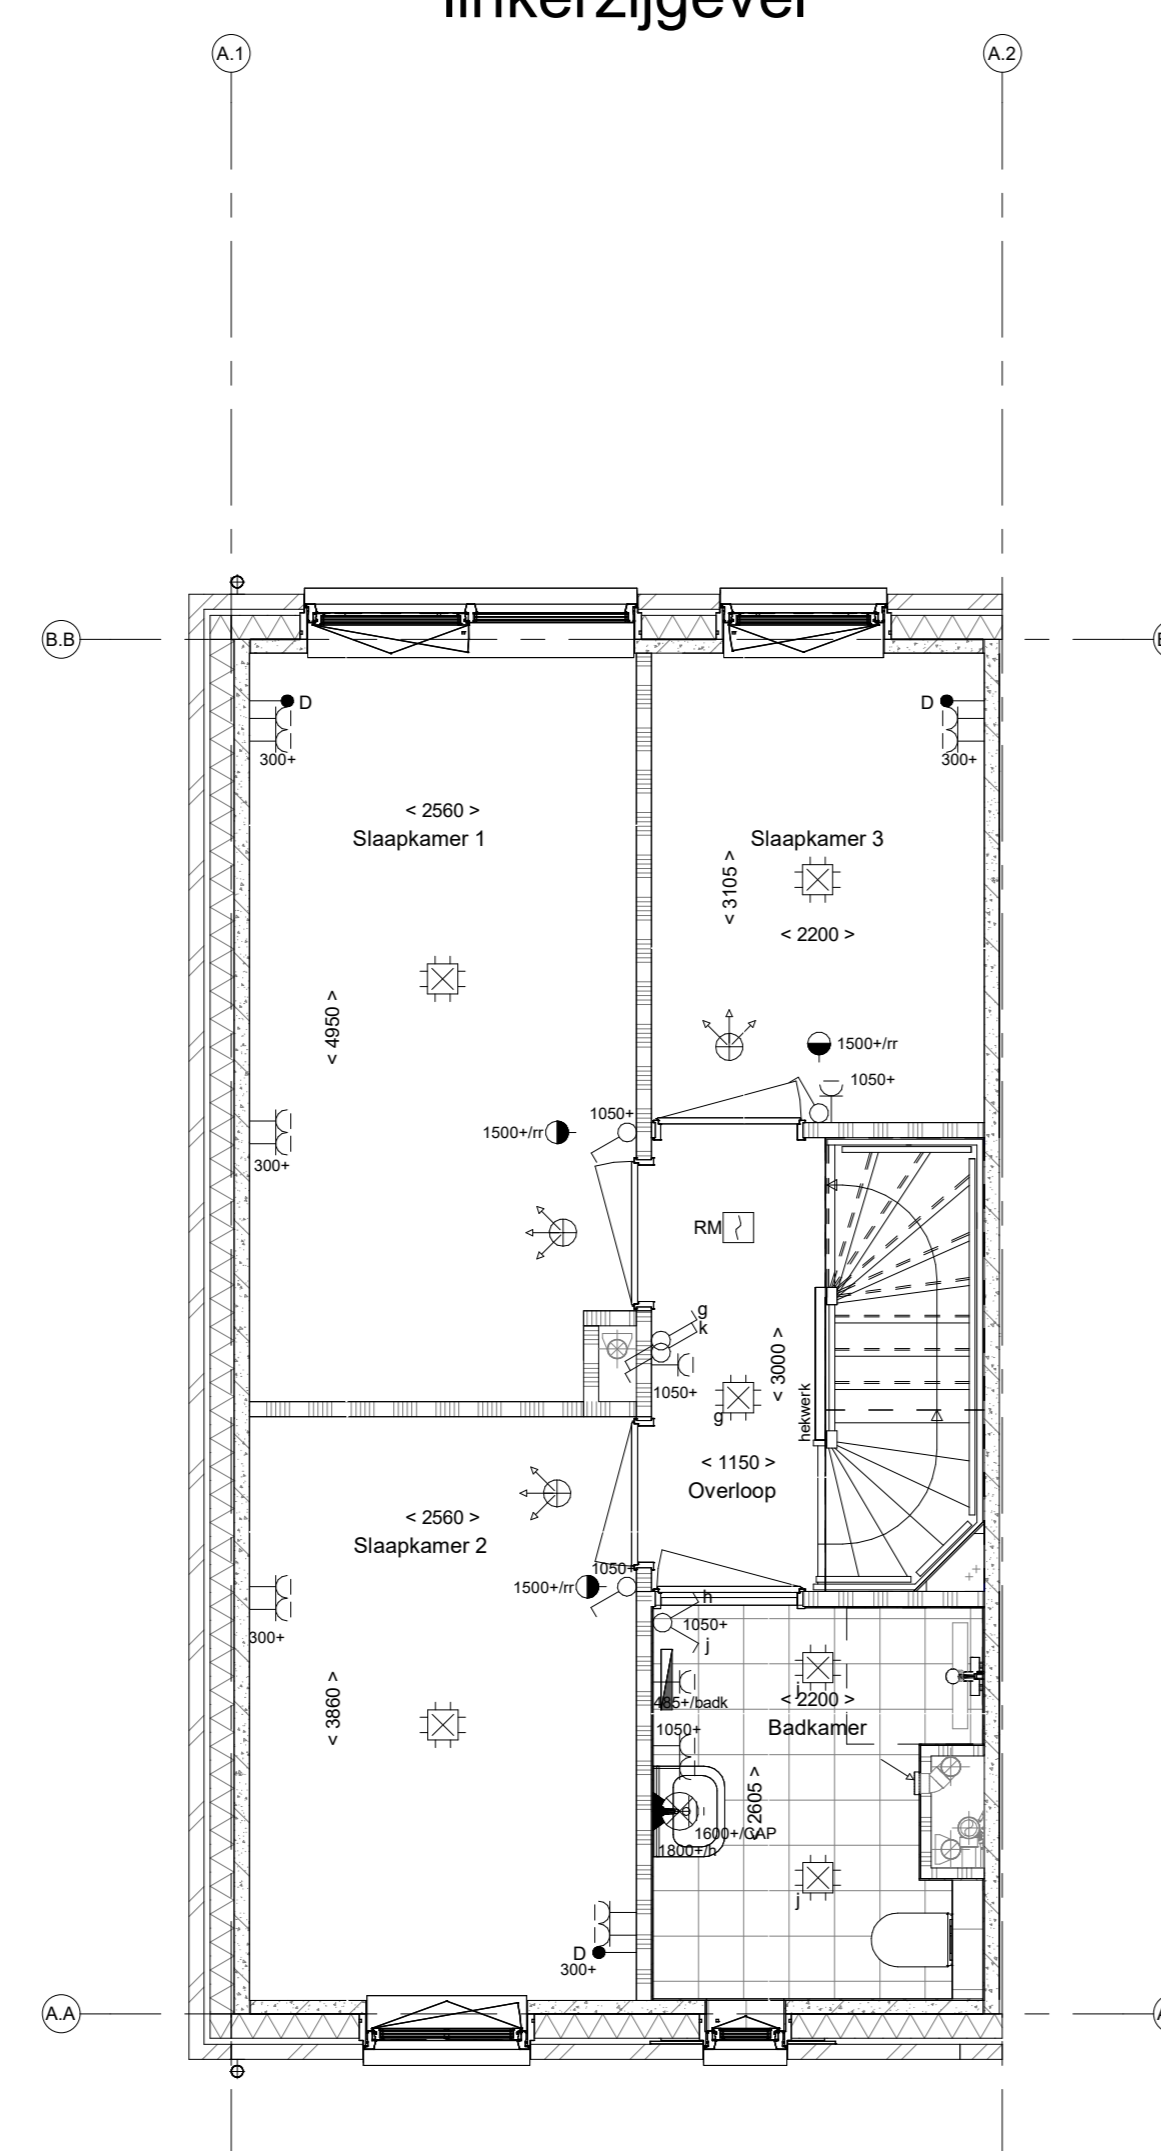 linkerzijgevel
A.1
A.2
B.B
D
D
300+
300+
< 2560 >
Slaapkamer 1
Slaapkamer 3
< 3105 >
< 2200 >
< 4950 >
1500+/rr
1050+
1050+
1500+/rr
300+
RM
g
k
1050+
< 3000 >
g
hekwerk
< 1150 >
Overloop
< 2560 >
Slaapkamer 2
1050+
1500+/rr
h
1050+
j
300+
j
485+/badk
< 2200 >
Badkamer
1050+
< 3860 >
< 2605 >
1600+/CAP
1800+/h
j
D
300+
A.A